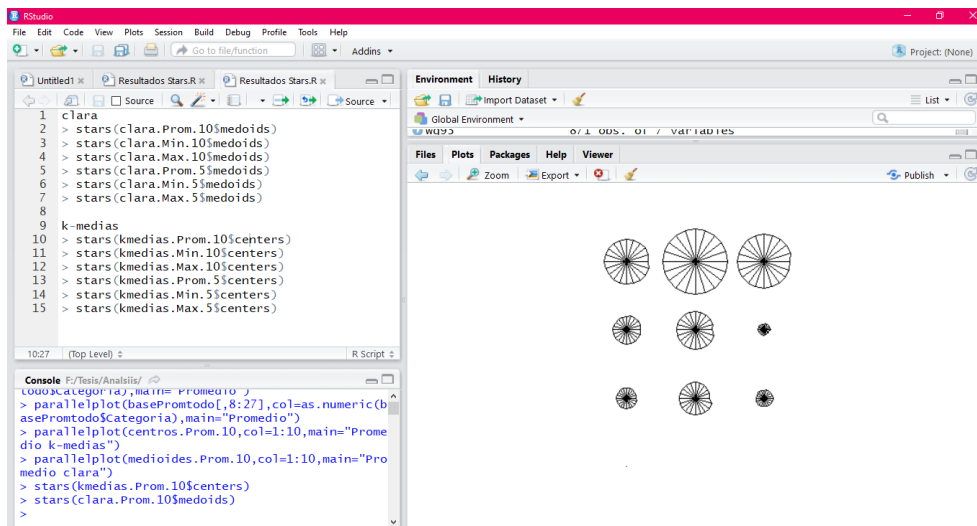 RStudio
File Edit Code View Plots Session Build Debug Profile Tools Help
Go to file/function Addins Project: (None)
Untitled1 Resultados Stars.R Resultados Stars.R
Source Source
1 clara
2 > stars(clara.Prom.10$medoids)
3 > stars(clara.Min.10$medoids)
4 > stars(clara.Max.10$medoids)
5 > stars(clara.Prom.5$medoids)
6 > stars(clara.Min.5$medoids)
7 > stars(clara.Max.5$medoids)
8
9 k-medias
10 > stars(kmedias.Prom.10$centers)
11 > stars(kmedias.Min.10$centers)
12 > stars(kmedias.Max.10$centers)
13 > stars(kmedias.Prom.5$centers)
14 > stars(kmedias.Min.5$centers)
15 > stars(kmedias.Max.5$centers)
10:27 (Top Level) R Script
Console F:/Tesis/Analsiis/
todo$Categoria),main="Promedio")
> parallelplot(basePromtodo[,8:27],col=as.numeric(b
asePromtodo$Categoria),main="Promedio")
> parallelplot(centros.Prom.10,col=1:10,main="Prome
dio k-medias")
> parallelplot(medioides.Prom.10,col=1:10,main="Pro
medio clara")
> stars(kmedias.Prom.10$centers)
> stars(clara.Prom.10$medoids)
>
Environment History
Import Dataset List
Global Environment
wq95 871 obs. of 7 variables
Files Plots Packages Help Viewer
Zoom Export Publish